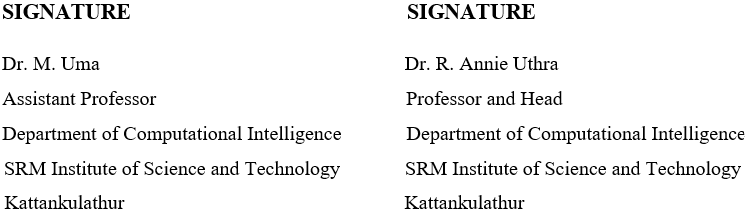 SIGNATURE
Dr. M. Uma
Assistant Professor
Department of Computational Intelligence
SRM Institute of Science and Technology
Kattankulathur
SIGNATURE
Dr. R. Annie Uthra
Professor and Head
Department of Computational Intelligence
SRM Institute of Science and Technology
Kattankulathur